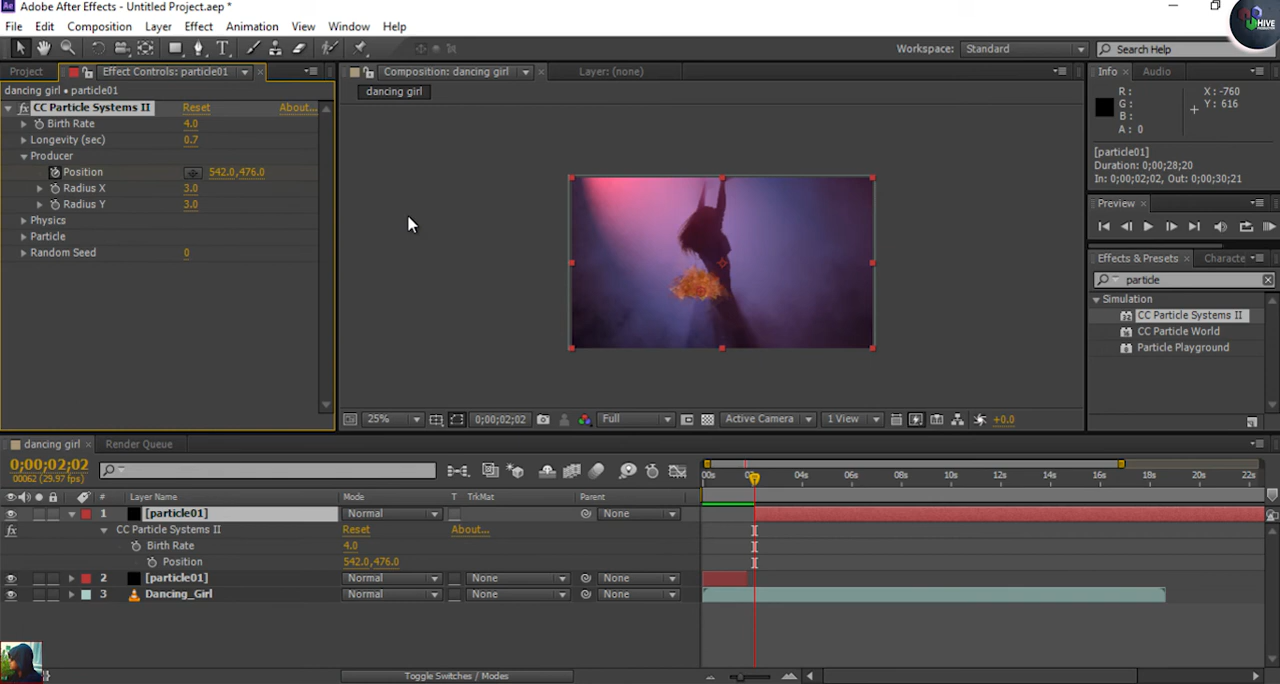 Adobe After Effects - Untitled Project.aep *
File Edit Composition Layer Effect Animation View Window Help
Workspace: Standard Search Help
HIVE
Project Effect Controls: particle01
dancing girl • particle01
fx CC Particle Systems II Reset About...
Birth Rate 4.0
Longevity (sec) 0.7
Producer
Position 542.0,476.0
Radius X 3.0
Radius Y 3.0
Physics
Particle
Random Seed 0
Composition: dancing girl Layer: (none)
dancing girl
25% 0;00;02;02 Full Active Camera 1 View +0.0
Info Audio
R : X : -760
G : Y : 616
B :
A : 0
[particle01]
Duration: 0;00;28;20
In: 0;00;02;02, Out: 0;00;30;21
Preview
Effects & Presets Characte
particle
Simulation
CC Particle Systems II
CC Particle World
Particle Playground
dancing girl Render Queue
0;00;02;02
00062 (29.97 fps)
00s 02s 04s 06s 08s 10s 12s 14s 16s 18s 20s 22s
# Layer Name Mode T TrkMat Parent
1 [particle01] Normal None
fx CC Particle Systems II Reset About...
Birth Rate 4.0
Position 542.0,476.0
2 [particle01] Normal None None
3 Dancing_Girl Normal None None
Toggle Switches / Modes